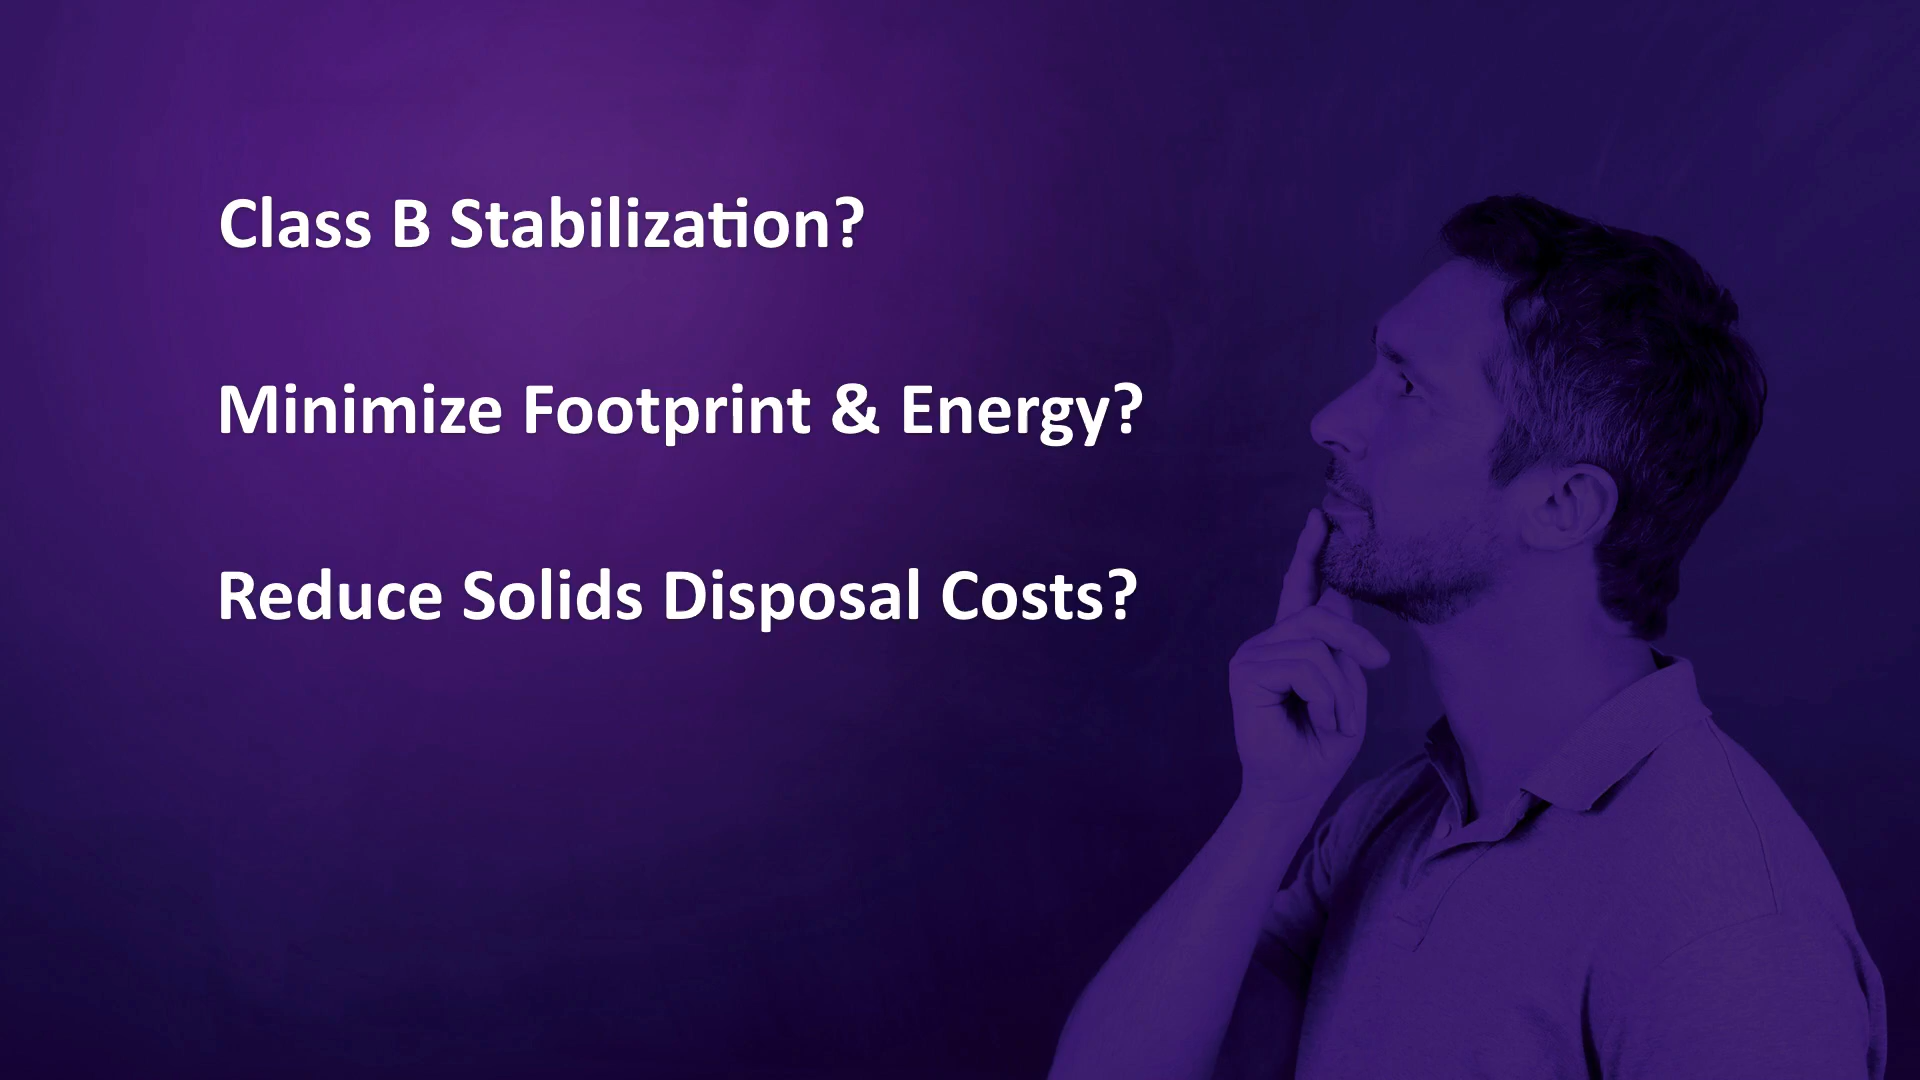 Class B Stabilization?
Minimize Footprint & Energy?
Reduce Solids Disposal Costs?